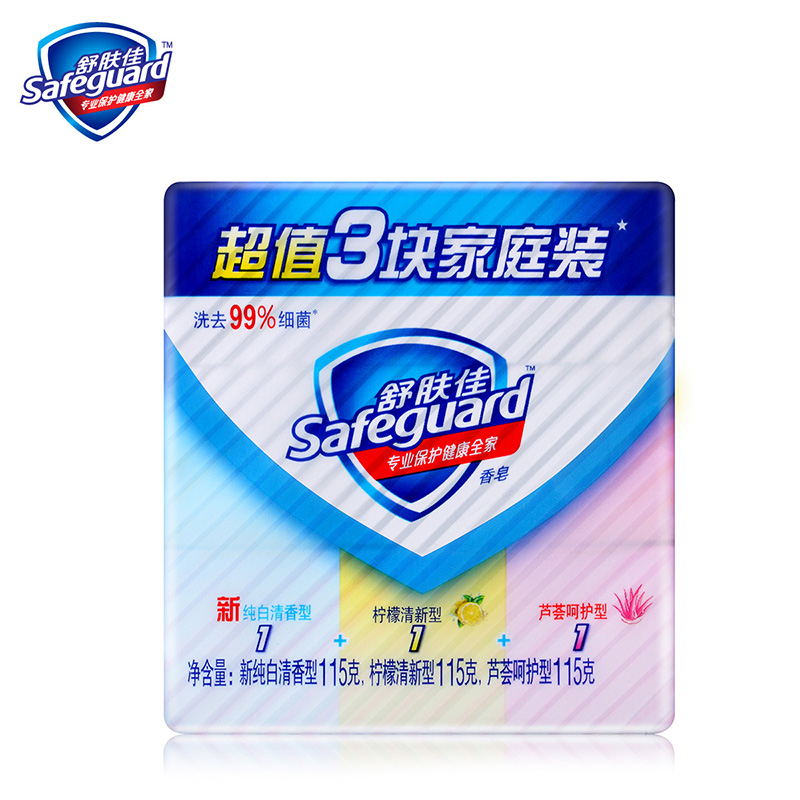 舒肤佳™
Safeguard
专业保护健康全家
超值3块家庭装*
洗去99%细菌*
舒肤佳™
Safeguard
专业保护健康全家
香皂
新纯白清香型 柠檬清新型 芦荟呵护型
1 + 1 + 1
净含量：新纯白清香型115克, 柠檬清新型115克, 芦荟呵护型115克